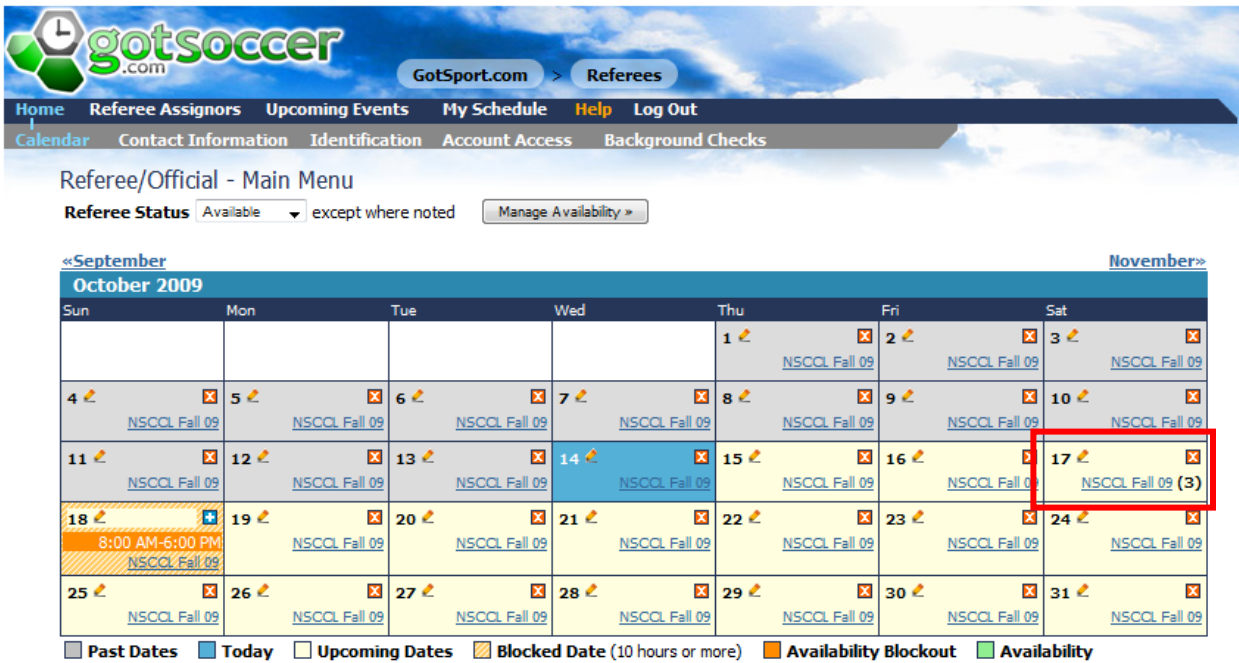 gotsoccer
.com
GotSport.com > Referees
Home Referee Assignors Upcoming Events My Schedule Help Log Out
Calendar Contact Information Identification Account Access Background Checks
Referee/Official - Main Menu
Referee Status Available except where noted Manage Availability »
«September November»
October 2009
Sun Mon Tue Wed Thu Fri Sat
1 2 3
NSCCL Fall 09 NSCCL Fall 09 NSCCL Fall 09
4 5 6 7 8 9 10
NSCCL Fall 09 NSCCL Fall 09 NSCCL Fall 09 NSCCL Fall 09 NSCCL Fall 09 NSCCL Fall 09 NSCCL Fall 09
11 12 13 14 15 16 17
NSCCL Fall 09 NSCCL Fall 09 NSCCL Fall 09 NSCCL Fall 09 NSCCL Fall 09 NSCCL Fall 09 NSCCL Fall 09 (3)
18 19 20 21 22 23 24
8:00 AM-6:00 PM
NSCCL Fall 09 NSCCL Fall 09 NSCCL Fall 09 NSCCL Fall 09 NSCCL Fall 09 NSCCL Fall 09 NSCCL Fall 09
25 26 27 28 29 30 31
NSCCL Fall 09 NSCCL Fall 09 NSCCL Fall 09 NSCCL Fall 09 NSCCL Fall 09 NSCCL Fall 09 NSCCL Fall 09
Past Dates Today Upcoming Dates Blocked Date (10 hours or more) Availability Blockout Availability